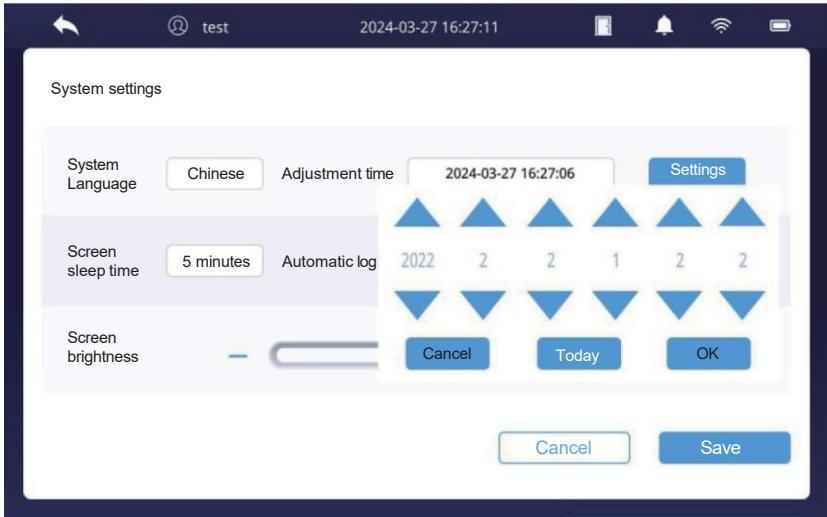 test
2024-03-27 16:27:11
System settings
System
Language
Chinese
Adjustment time
2024-03-27 16:27:06
Settings
Screen
sleep time
5 minutes
Automatic log
2022 2 2 1 2 2
Screen
brightness
Cancel
Today
OK
Cancel
Save